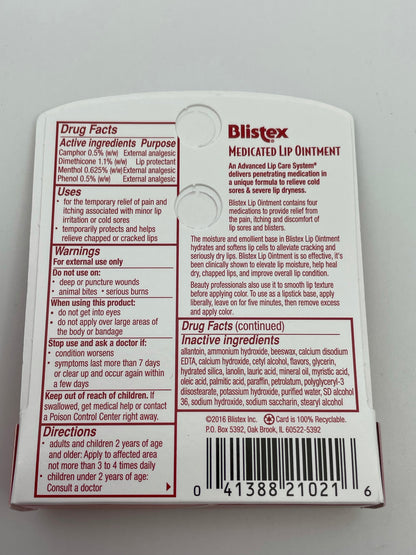 Drug Facts
Active ingredients Purpose
Camphor 0.5% (w/w) External analgesic
Dimethicone 1.1% (w/w) Lip protectant
Menthol 0.625% (w/w) External analgesic
Phenol 0.5% (w/w) External analgesic
Uses
• for the temporary relief of pain and
itching associated with minor lip
irritation or cold sores
• temporarily protects and helps
relieve chapped or cracked lips
Warnings
For external use only
Do not use on:
• deep or puncture wounds
• animal bites • serious burns
When using this product:
• do not get into eyes
• do not apply over large areas of
the body or bandage
Stop use and ask a doctor if:
• condition worsens
• symptoms last more than 7 days
or clear up and occur again within
a few days
Keep out of reach of children. If
swallowed, get medical help or contact
a Poison Control Center right away.
Directions
• adults and children 2 years of age
and older: Apply to affected area
not more than 3 to 4 times daily
• children under 2 years of age:
Consult a doctor
Blistex®
MEDICATED LIP OINTMENT
An Advanced Lip Care System®
delivers penetrating medication in
a unique formula to relieve cold
sores & severe lip dryness.
Blistex Lip Ointment contains four
medications to provide relief from
the pain, itching and discomfort of
lip sores and blisters.
The moisture and emollient base in Blistex Lip Ointment
hydrates and softens lip cells to alleviate cracking and
seriously dry lips. Blistex Lip Ointment is so effective, it's
been clinically shown to elevate lip moisture, help heal
dry, chapped lips, and improve overall lip condition.
Beauty professionals also use it to smooth lip texture
before applying color. To use as a lipstick base, apply
liberally, leave on for five minutes, then remove excess
and apply color.
Drug Facts (continued)
Inactive ingredients
allantoin, ammonium hydroxide, beeswax, calcium disodium
EDTA, calcium hydroxide, cetyl alcohol, flavors, glycerin,
hydrated silica, lanolin, lauric acid, mineral oil, myristic acid,
oleic acid, palmitic acid, paraffin, petrolatum, polyglyceryl-3
diisostearate, potassium hydroxide, purified water, SD alcohol
36, sodium hydroxide, sodium saccharin, stearyl alcohol
©2016 Blistex Inc. Card is 100% Recyclable.
P.O. Box 5392, Oak Brook, IL 60522-5392
0 41388 21021 6